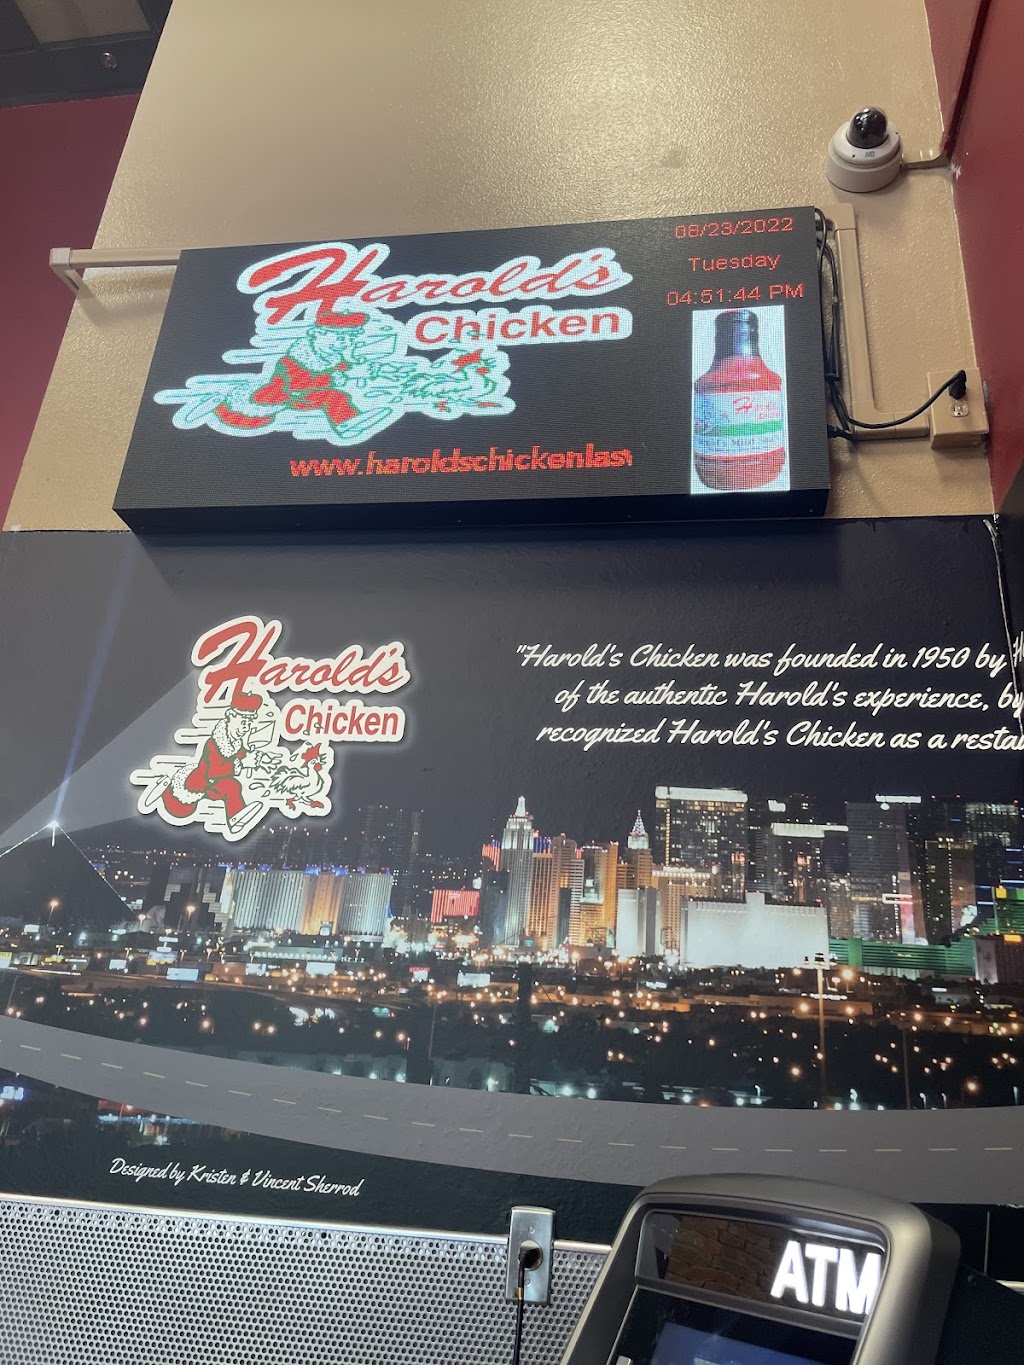 Harold's
Chicken
08/23/2022
Tuesday
04:51:44 PM
www.haroldschickenlas
Harold's
Chicken
"Harold's Chicken was founded in 1950 by
of the authentic Harold's experience,
recognized Harold's Chicken as a
Designed by Kristen & Vincent Sherrod
ATM